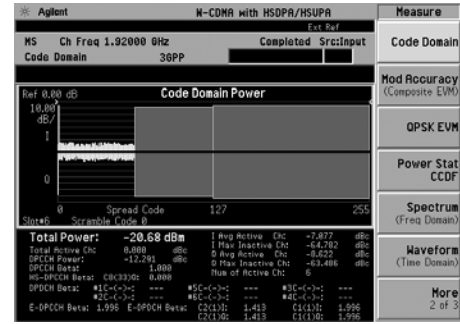 Agilent W-CDMA with HSDPA/HSUPA Measure
Ext Ref
MS Ch Freq 1.92000 GHz Completed Src:Input
Code Domain 3GPP
Code Domain
Mod Accuracy
(Composite EVM)
QPSK EVM
Power Stat
CCDF
Spectrum
(Freq Domain)
Waveform
(Time Domain)
More
2 of 3
Ref 0.00 dB Code Domain Power
10.00
dB/
I
Q
0 Spread Code 127 255
Slot#6 Scramble Code 0
Total Power: -20.68 dBm
Total Active Ch: 0.000 dBc
DPCCH Power: -12.291 dBc
DPCCH Beta: 1.000
HS-DPCCH Beta: C8(33)Q: 0.000
I Avg Active Ch: -7.077 dBc
I Max Inactive Ch: -64.782 dBc
Q Avg Active Ch: -8.622 dBc
Q Max Inactive Ch: -63.486 dBc
Num of Active Ch: 6
DPDCH Beta: #1C-(-)-: --- #5C-(-)-: --- #3C-(-)-: ---
#2C-(-)-: --- #6C-(-)-: --- #4C-(-)-: ---
E-DPCCH Beta: 1.996 E-DPDCH Beta: C2(1)I: 1.413 C1(1)I: 1.996
C2(1)Q: 1.413 C1(1)Q: 1.996